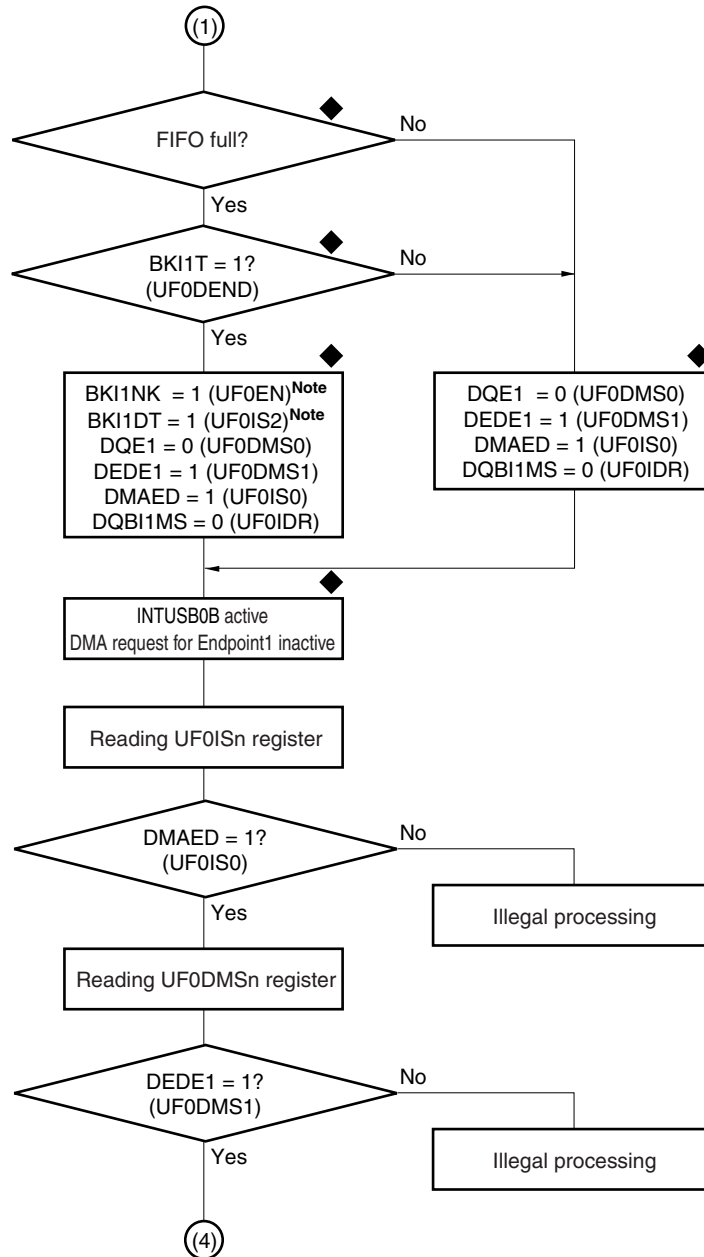 (1)
FIFO full?
No
Yes
BKI1T = 1?
(UF0DEND)
No
Yes
BKI1NK = 1 (UF0EN)Note
BKI1DT = 1 (UF0IS2)Note
DQE1 = 0 (UF0DMS0)
DEDE1 = 1 (UF0DMS1)
DMAED = 1 (UF0IS0)
DQBI1MS = 0 (UF0IDR)
DQE1 = 0 (UF0DMS0)
DEDE1 = 1 (UF0DMS1)
DMAED = 1 (UF0IS0)
DQBI1MS = 0 (UF0IDR)
INTUSB0B active
DMA request for Endpoint1 inactive
Reading UF0ISn register
DMAED = 1?
(UF0IS0)
No
Yes
Illegal processing
Reading UF0DMSn register
DEDE1 = 1?
(UF0DMS1)
No
Yes
Illegal processing
(4)